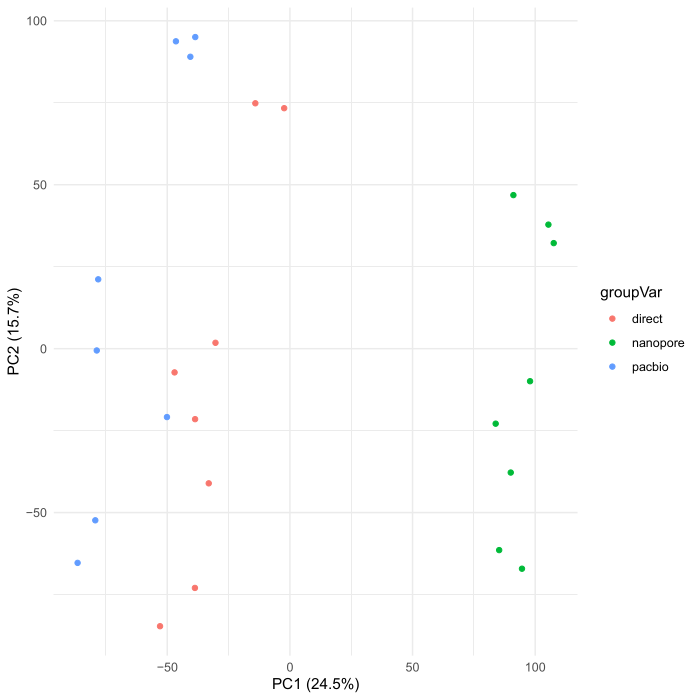 100
50
0
−50
PC2 (15.7%)
−50
0
50
100
PC1 (24.5%)
groupVar
direct
nanopore
pacbio